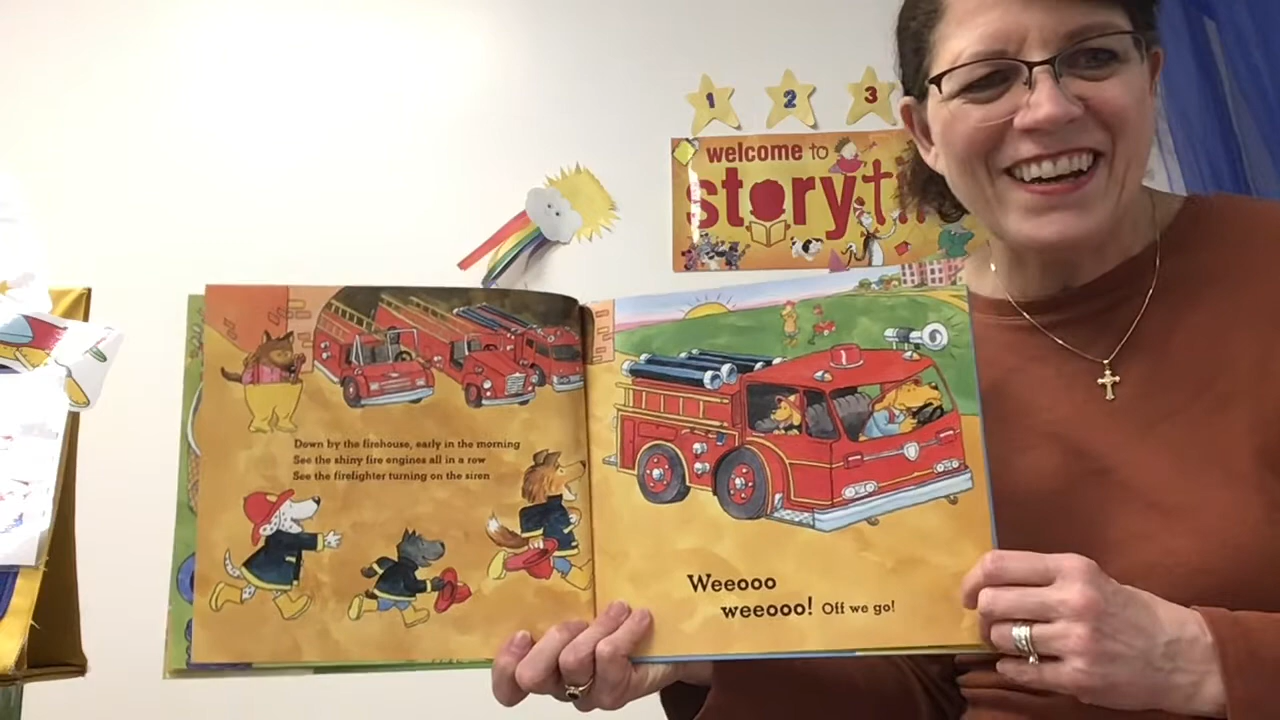 1 2 3
welcome to
story
Down by the firehouse, early in the morning
See the shiny fire engines all in a row
See the firefighter turning on the siren
Weeooo
weeooo! Off we go!